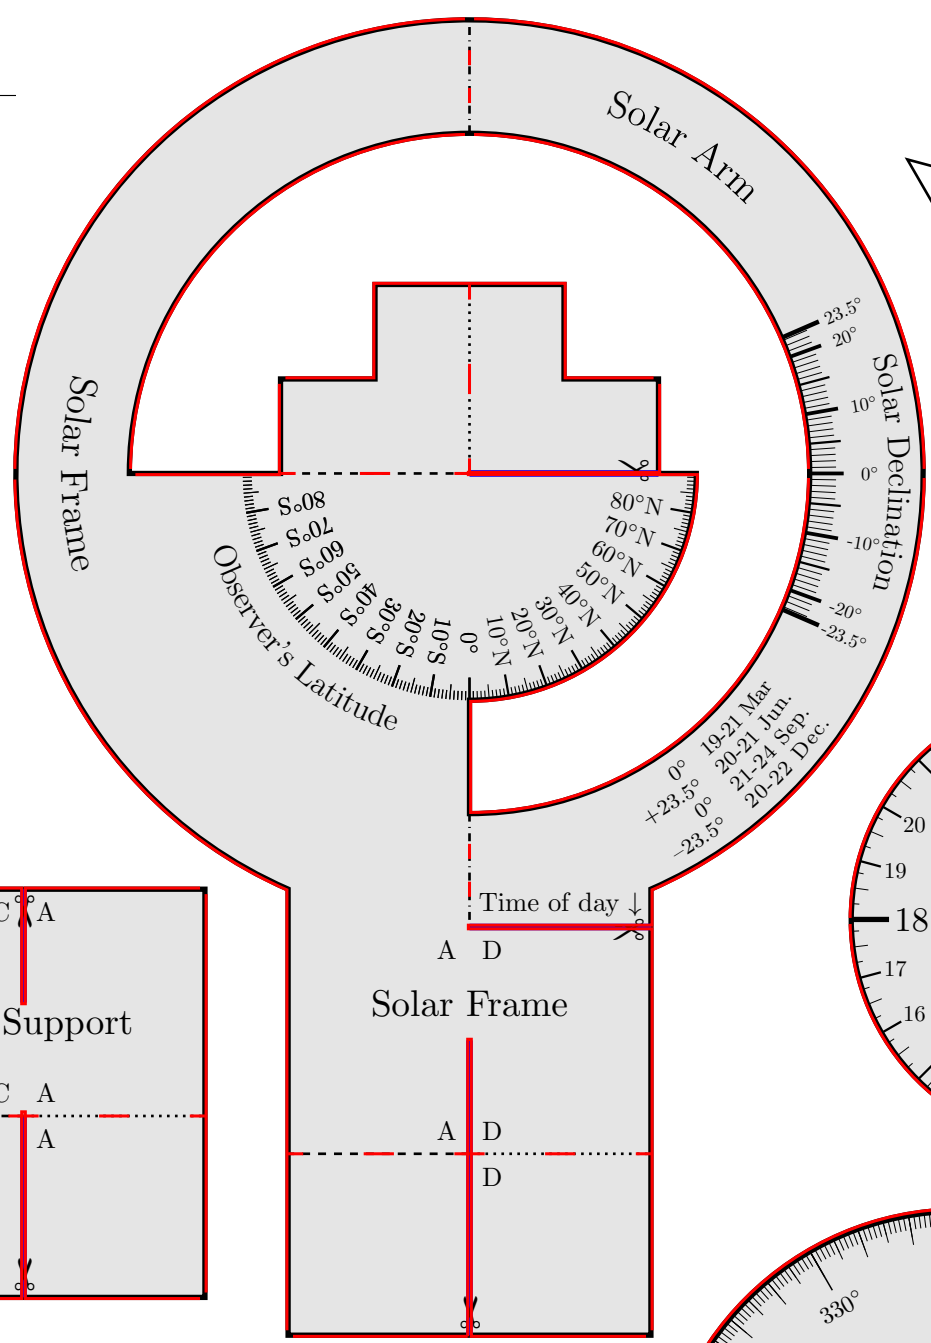 Solar Arm
Solar Frame
Solar Declination
23.5°
20°
10°
0°
-10°
-20°
-23.5°
80°S
70°S
60°S
50°S
40°S
30°S
20°S
10°S
0°
10°N
20°N
30°N
40°N
50°N
60°N
70°N
80°N
Observer's Latitude
0° 19-21 Mar
+23.5° 20-21 Jun.
0° 21-24 Sep.
−23.5° 20-22 Dec.
Time of day ↓
A D
Solar Frame
A D
D
C A
Support
C A
A
20
19
18
17
16
330°